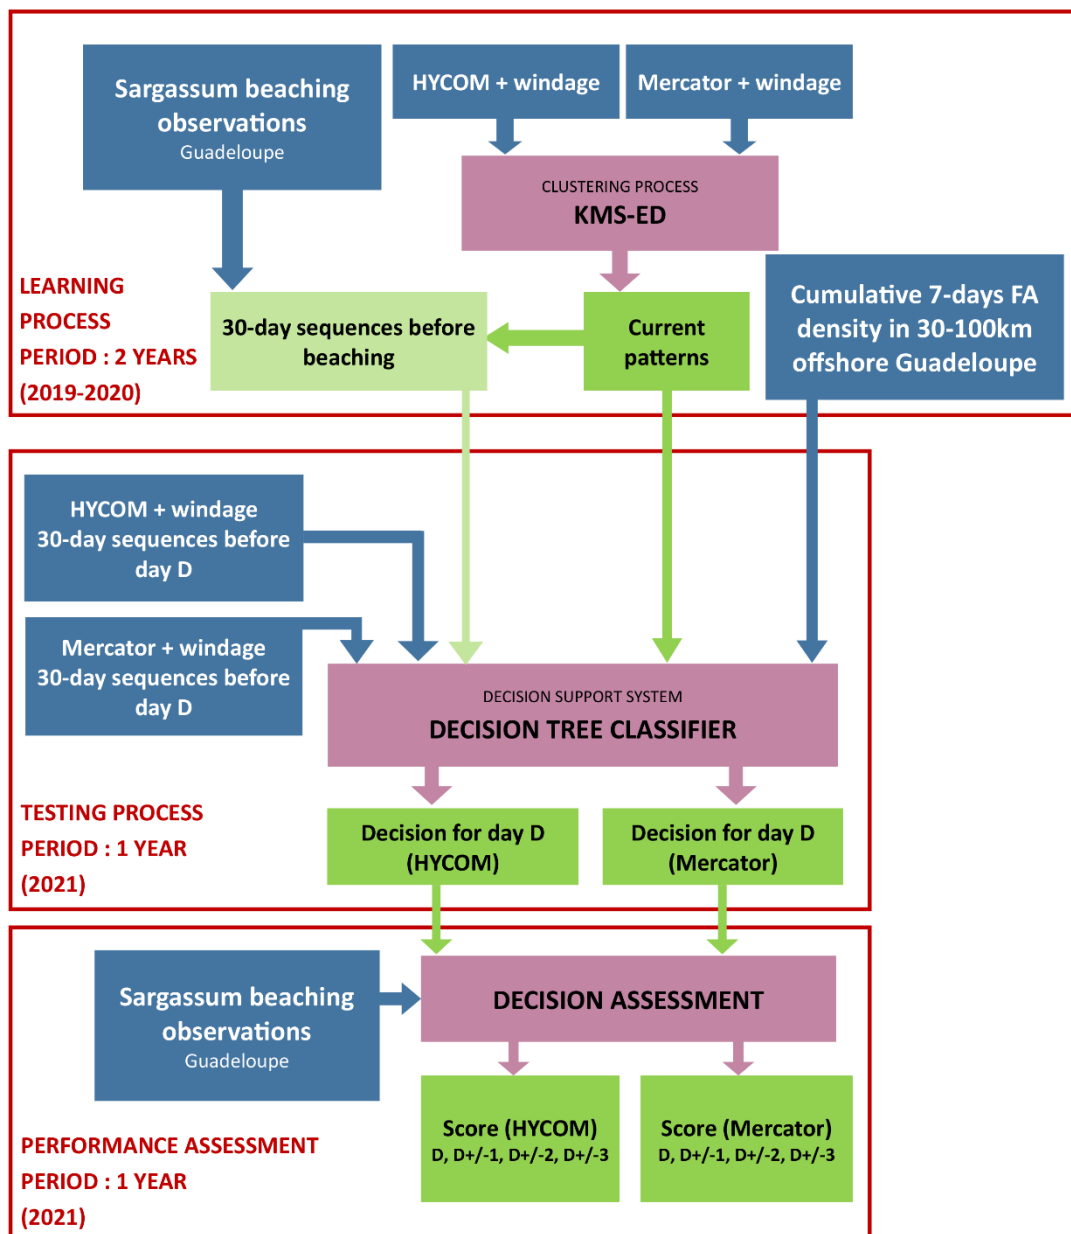 Sargassum beaching
observations
Guadeloupe
HYCOM + windage
Mercator + windage
CLUSTERING PROCESS
KMS-ED
LEARNING
PROCESS
PERIOD : 2 YEARS
(2019-2020)
30-day sequences before
beaching
Current
patterns
Cumulative 7-days FA
density in 30-100km
offshore Guadeloupe
HYCOM + windage
30-day sequences before
day D
Mercator + windage
30-day sequences before
day D
DECISION SUPPORT SYSTEM
DECISION TREE CLASSIFIER
TESTING PROCESS
PERIOD : 1 YEAR
(2021)
Decision for day D
(HYCOM)
Decision for day D
(Mercator)
Sargassum beaching
observations
Guadeloupe
DECISION ASSESSMENT
Score (HYCOM)
D, D+/-1, D+/-2, D+/-3
Score (Mercator)
D, D+/-1, D+/-2, D+/-3
PERFORMANCE ASSESSMENT
PERIOD : 1 YEAR
(2021)